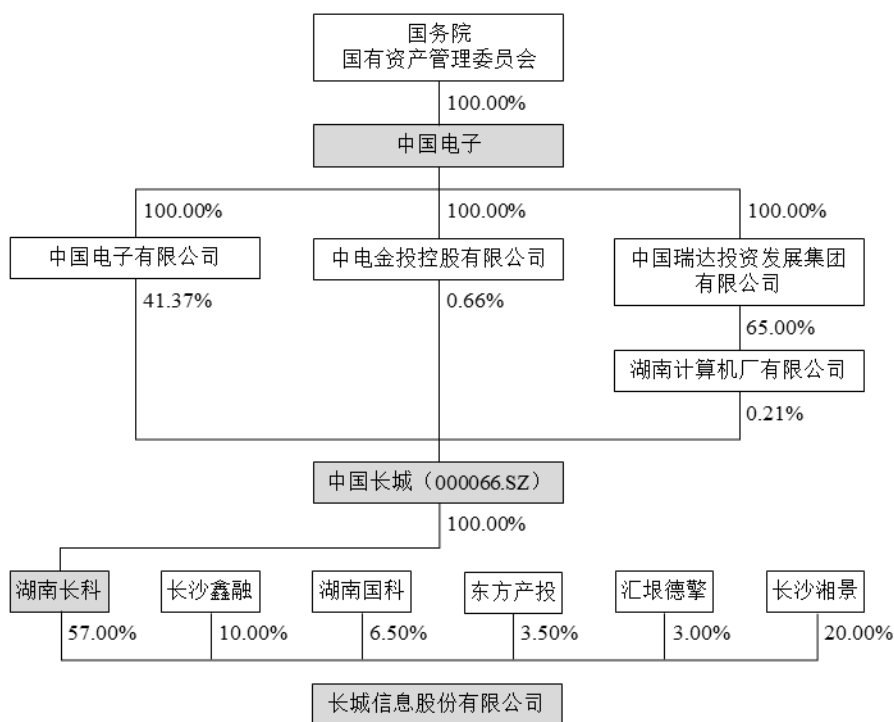 国务院
国有资产管理委员会
100.00%
中国电子
100.00%
100.00%
100.00%
中国电子有限公司
中电金投控股有限公司
中国瑞达投资发展集团
有限公司
41.37%
0.66%
65.00%
湖南计算机厂有限公司
0.21%
中国长城（000066.SZ）
100.00%
湖南长科
长沙鑫融
湖南国科
东方产投
汇垠德擎
长沙湘景
57.00%
10.00%
6.50%
3.50%
3.00%
20.00%
长城信息股份有限公司